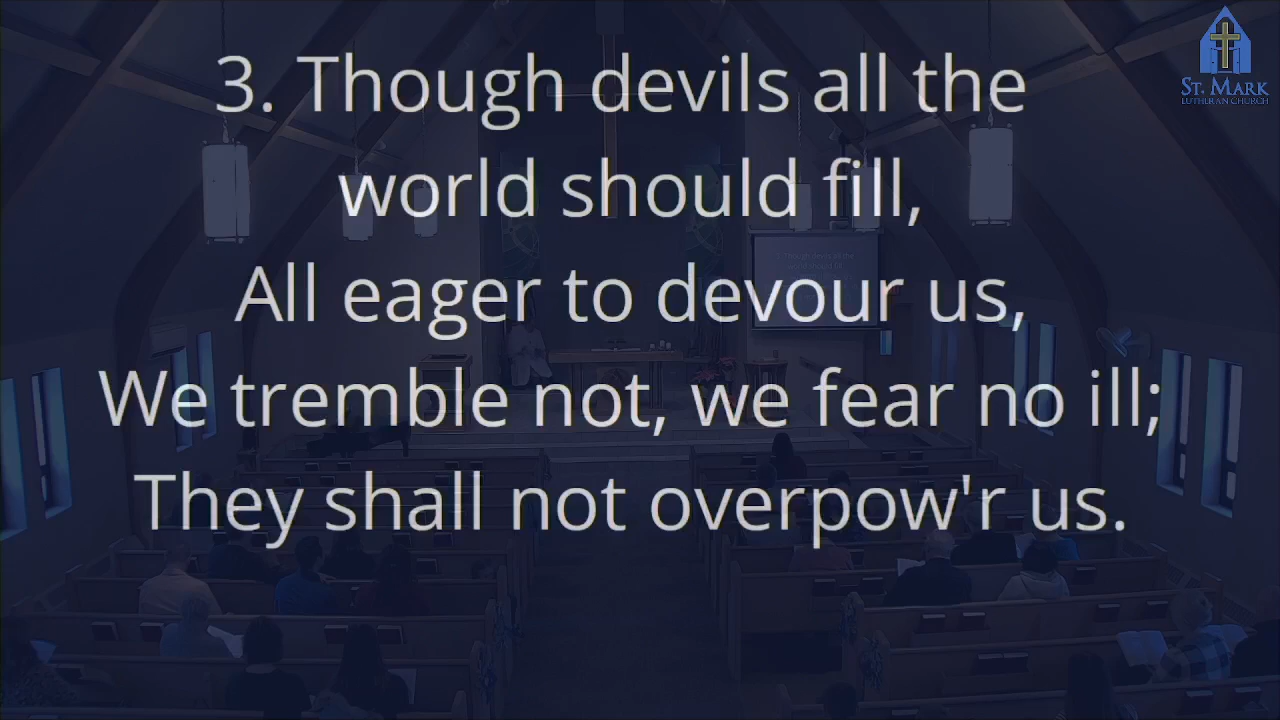 3. Though devils all the
world should fill,
All eager to devour us,
We tremble not, we fear no ill;
They shall not overpow'r us.
ST. MARK
LUTHERAN CHURCH